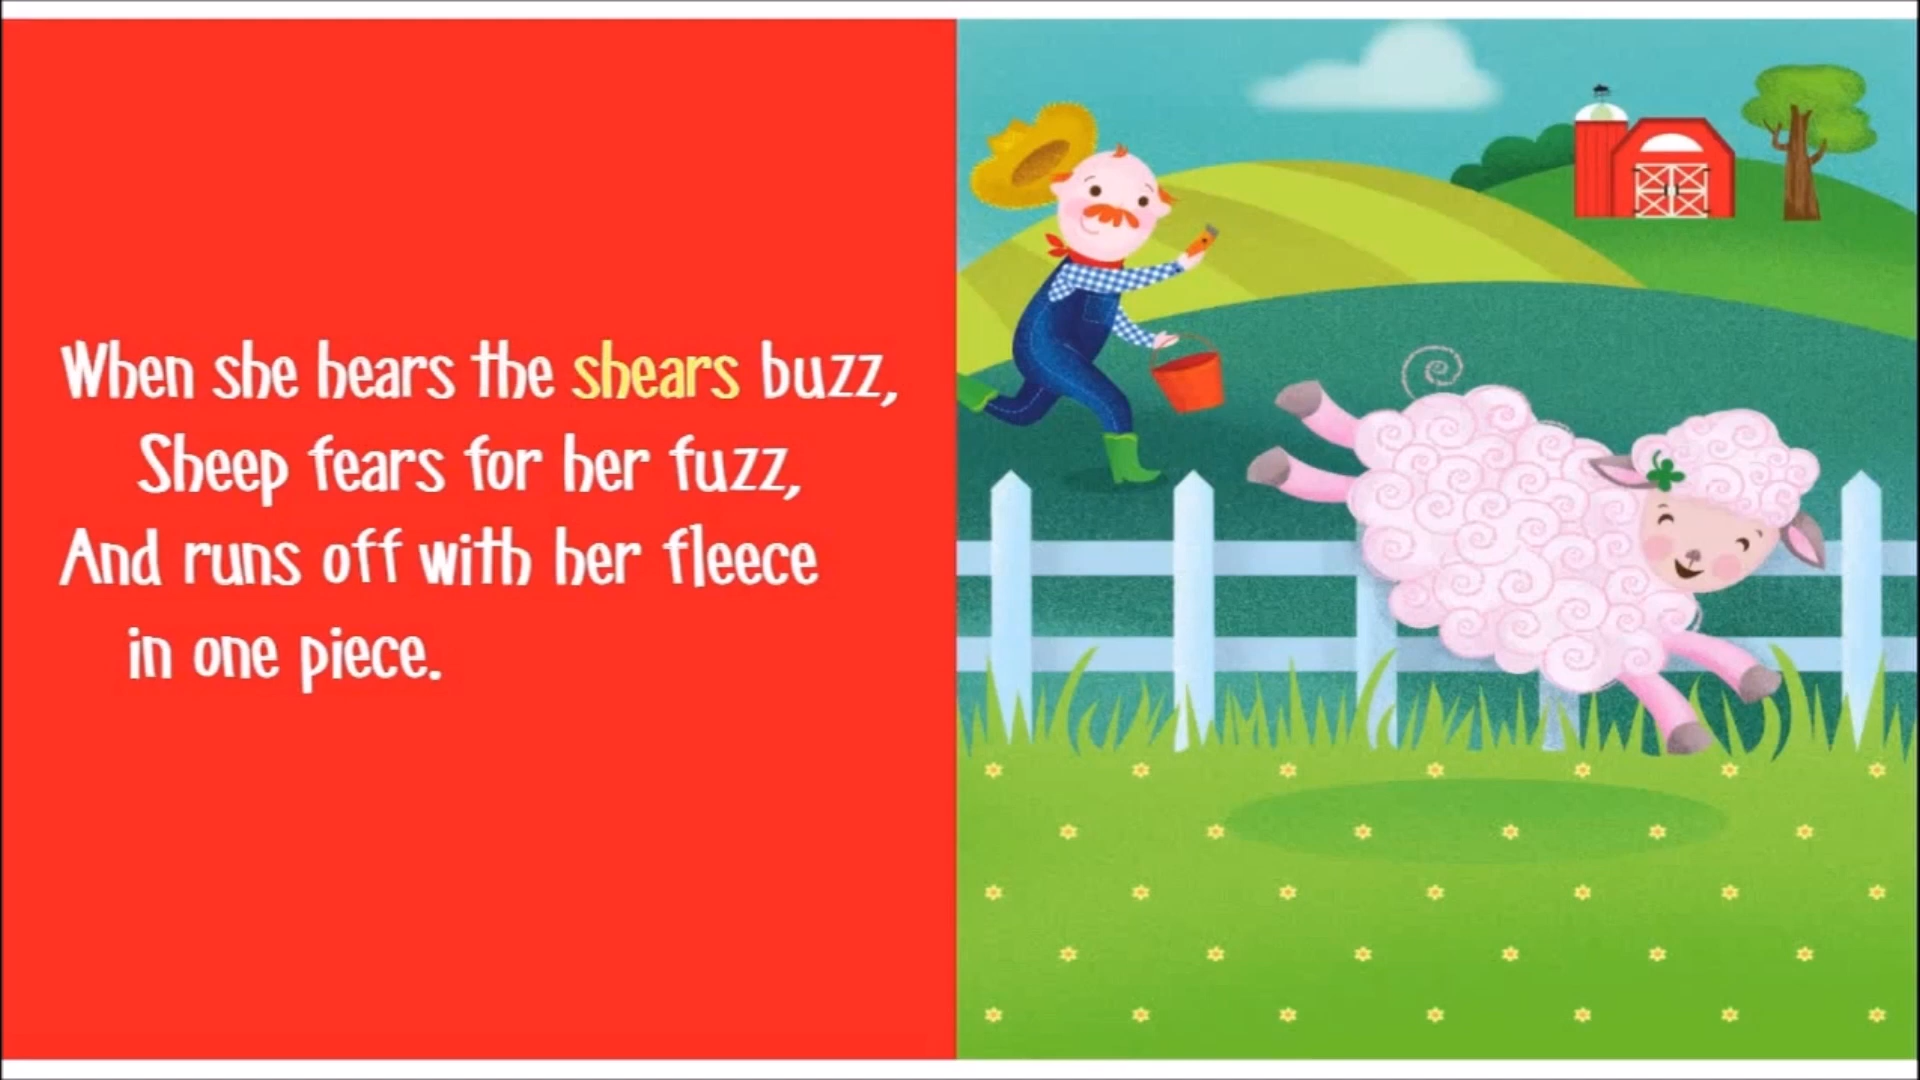 When she hears the shears buzz,
Sheep fears for her fuzz,
And runs off with her fleece
in one piece.